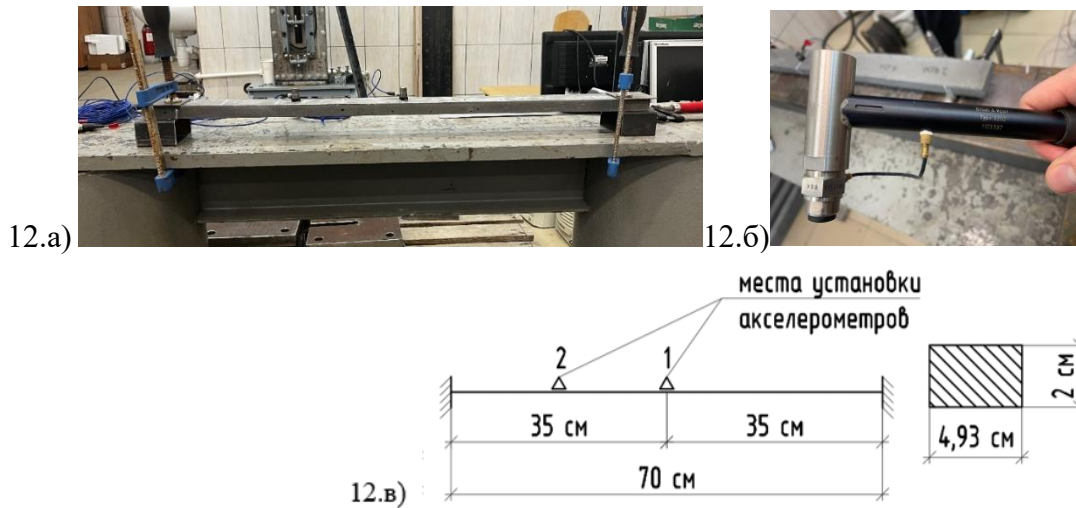 12.а)
12.б)
места установки
акселерометров
2
1
35 см
35 см
70 см
2 см
4,93 см
12.в)